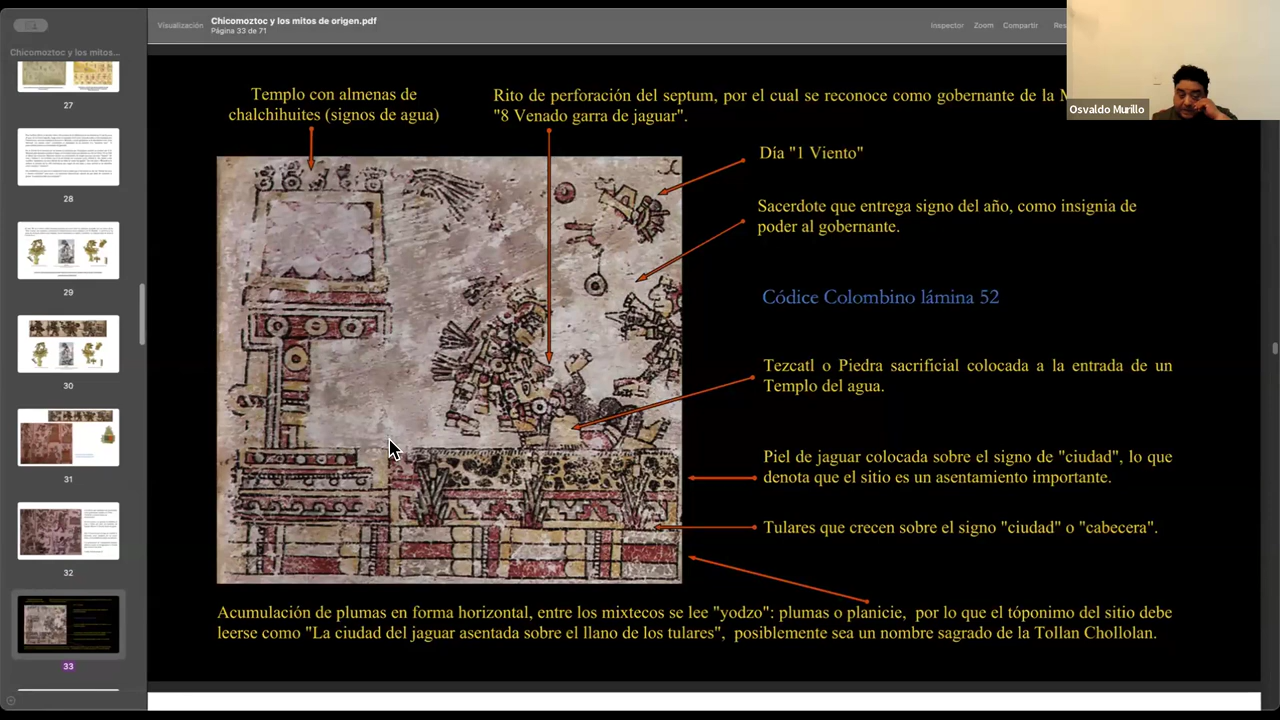 Visualización
Chicomoztoc y los mitos de origen.pdf
Página 33 de 71
Inspector
Zoom
Compartir
Chicomoztoc y los mitos...
27
28
29
30
31
32
33
Osvaldo Murillo
Templo con almenas de
chalchihuites (signos de agua)
Rito de perforación del septum, por el cual se reconoce como gobernante de la
"8 Venado garra de jaguar".
Día "1 Viento"
Sacerdote que entrega signo del año, como insignia de
poder al gobernante.
Códice Colombino lámina 52
Tezcatl o Piedra sacrificial colocada a la entrada de un
Templo del agua.
Piel de jaguar colocada sobre el signo de "ciudad", lo que
denota que el sitio es un asentamiento importante.
Tulares que crecen sobre el signo "ciudad" o "cabecera".
Acumulación de plumas en forma horizontal, entre los mixtecos se lee "yodzo", plumas o planicie, por lo que el tóponimo del sitio debe
leerse como "La ciudad del jaguar asentada sobre el llano de los tulares", posiblemente sea un nombre sagrado de la Tollan Chollolan.